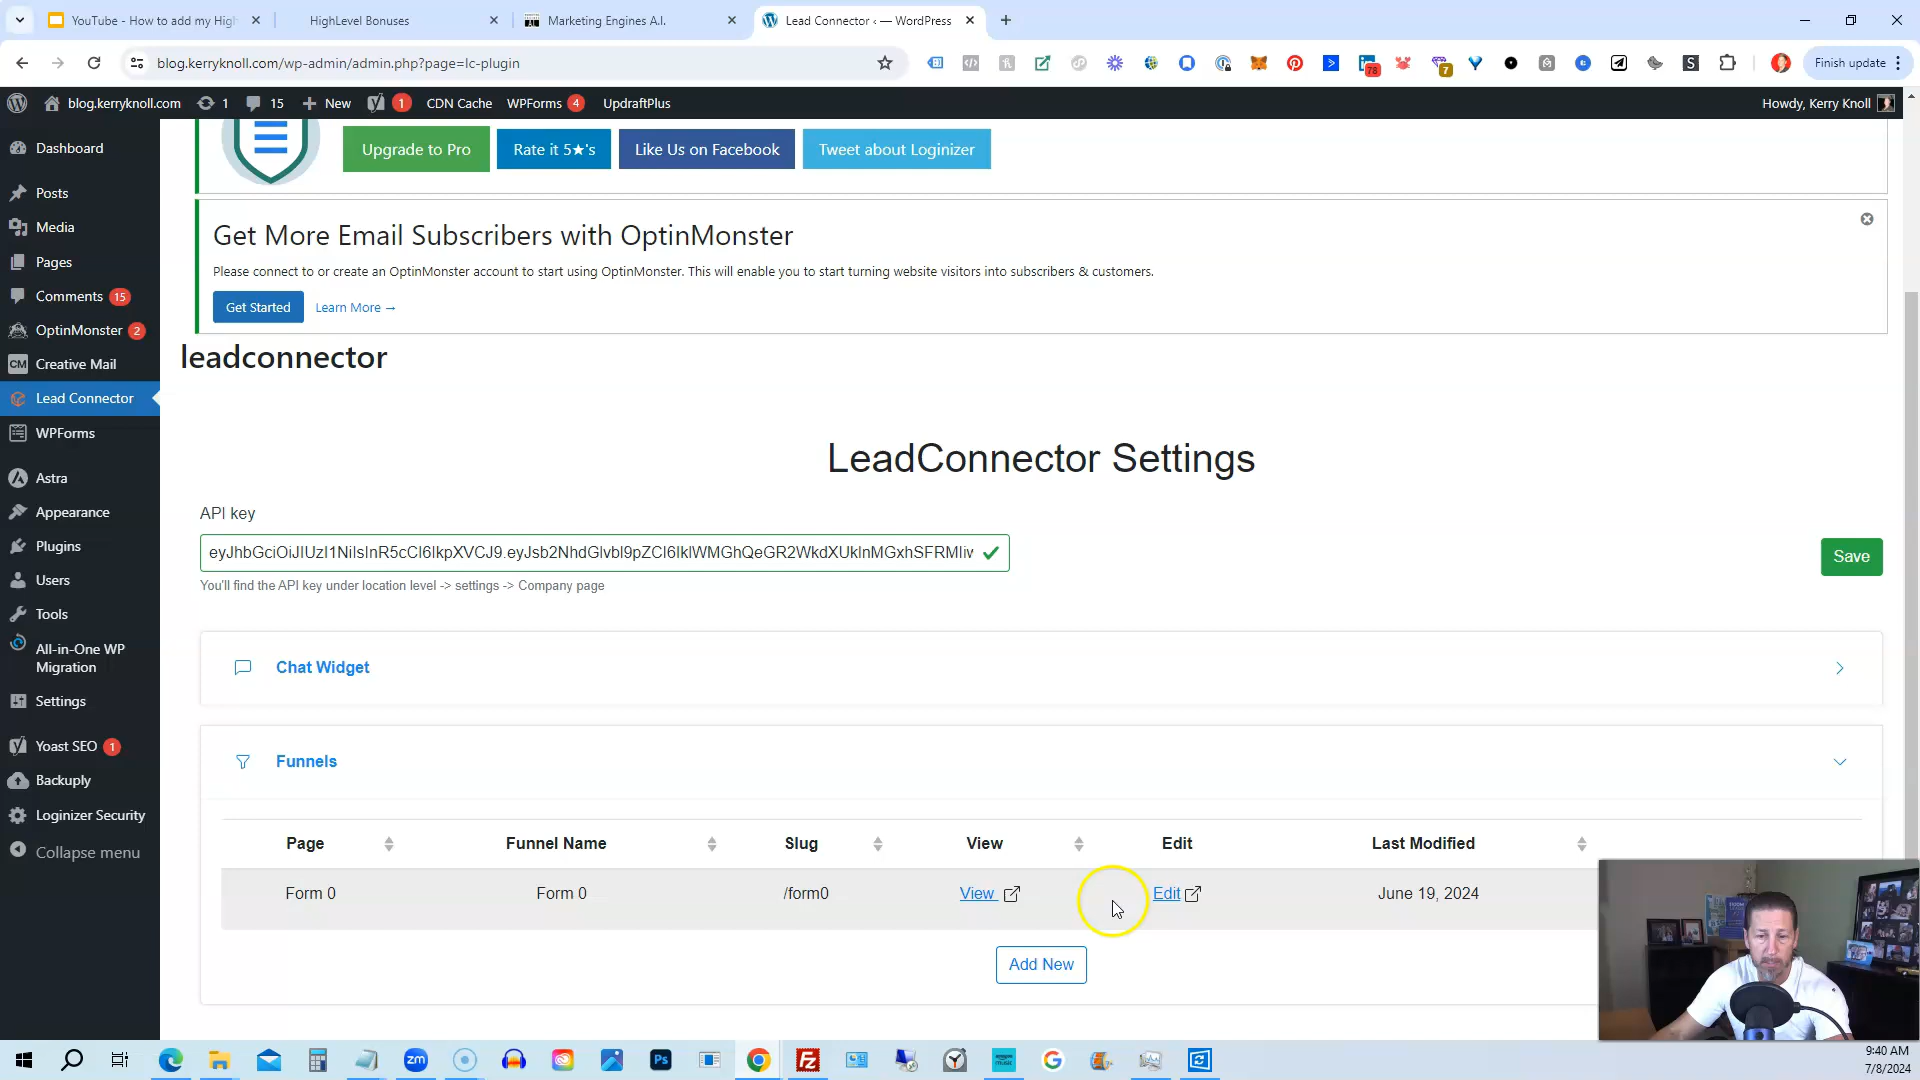 YouTube - How to add my High
HighLevel Bonuses
Marketing Engines A.I.
Lead Connector ‹ — WordPress
blog.kerryknoll.com/wp-admin/admin.php?page=lc-plugin
78
7
Finish update
blog.kerryknoll.com
1
15
New
1
CDN Cache
WPForms 4
UpdraftPlus
Howdy, Kerry Knoll
Dashboard
Posts
Media
Pages
Comments 15
OptinMonster 2
CM Creative Mail
Lead Connector
WPForms
Astra
Appearance
Plugins
Users
Tools
All-in-One WP
Migration
Settings
Yoast SEO 1
Backuply
Loginizer Security
Collapse menu
Upgrade to Pro
Rate it 5★'s
Like Us on Facebook
Tweet about Loginizer
Get More Email Subscribers with OptinMonster
Please connect to or create an OptinMonster account to start using OptinMonster. This will enable you to start turning website visitors into subscribers & customers.
Get Started
Learn More →
leadconnector
LeadConnector Settings
API key
Save
You'll find the API key under location level -> settings -> Company page
Chat Widget
Funnels
Page Funnel Name Slug View Edit Last Modified
Form 0 Form 0 /form0 View Edit June 19, 2024
Add New
zm
Ps
9:40 AM
7/8/2024